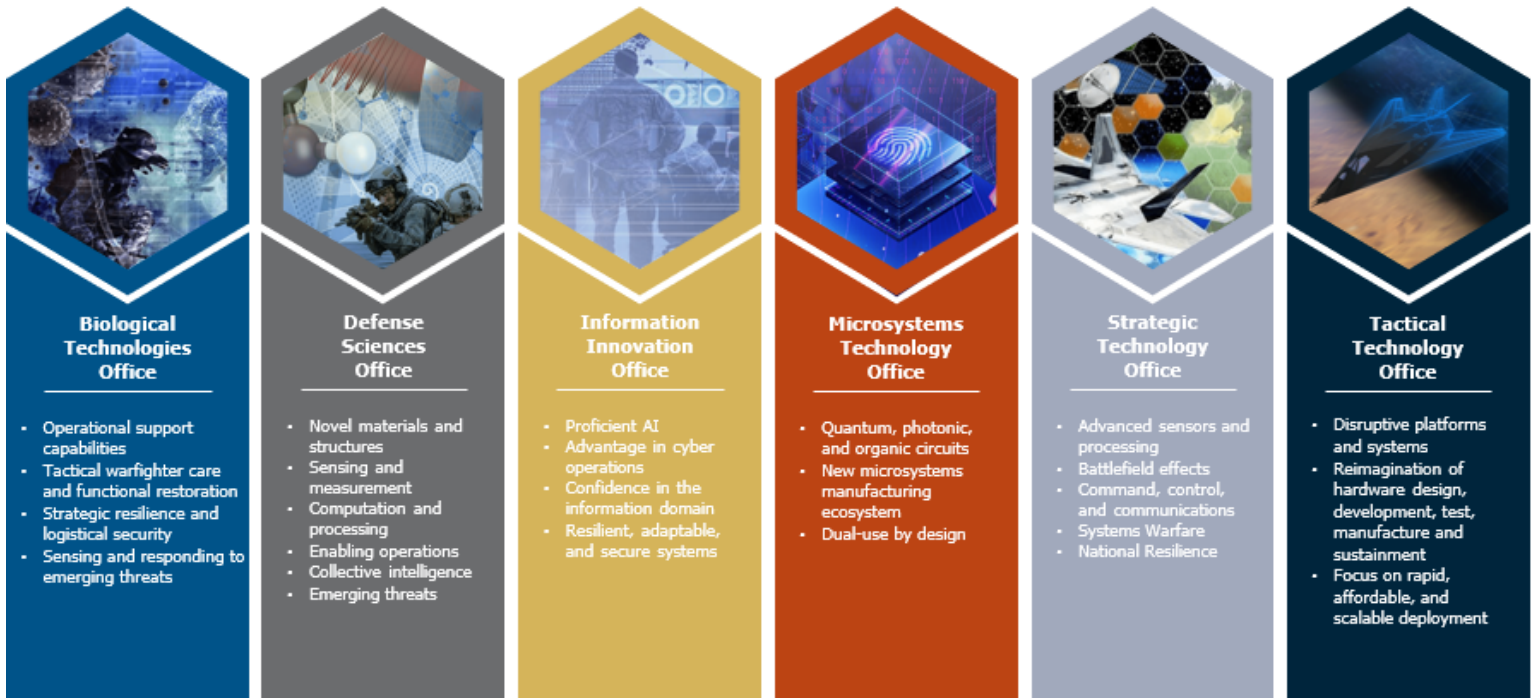 Biological
Technologies
Office
• Operational support
capabilities
• Tactical warfighter care
and functional restoration
• Strategic resilience and
logistical security
• Sensing and responding to
emerging threats
Defense
Sciences
Office
• Novel materials and
structures
• Sensing and
measurement
• Computation and
processing
• Enabling operations
• Collective intelligence
• Emerging threats
Information
Innovation
Office
• Proficient AI
• Advantage in cyber
operations
• Confidence in the
information domain
• Resilient, adaptable,
and secure systems
Microsystems
Technology
Office
• Quantum, photonic,
and organic circuits
• New microsystems
manufacturing
ecosystem
• Dual-use by design
Strategic
Technology
Office
• Advanced sensors and
processing
• Battlefield effects
• Command, control,
and communications
• Systems Warfare
• National Resilience
Tactical
Technology
Office
• Disruptive platforms
and systems
• Reimagination of
hardware design,
development, test,
manufacture and
sustainment
• Focus on rapid,
affordable, and
scalable deployment